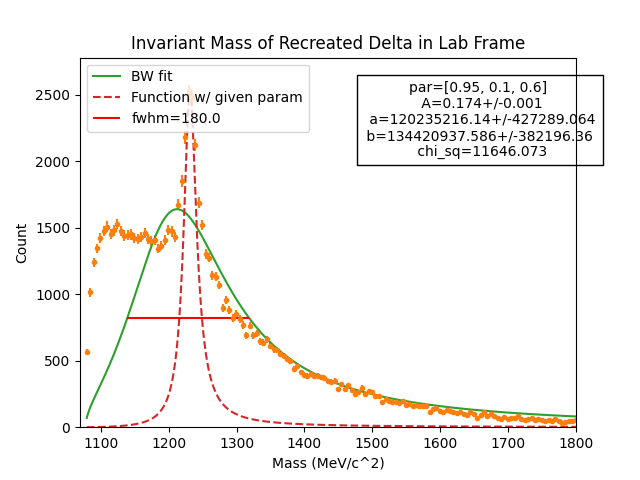 Invariant Mass of Recreated Delta in Lab Frame
BW fit
Function w/ given param
fwhm=180.0
par=[0.95, 0.1, 0.6]
A=0.174+/-0.001
a=120235216.14+/-427289.064
b=134420937.586+/-382196.36
chi_sq=11646.073
Count
2500
2000
1500
1000
500
0
1100 1200 1300 1400 1500 1600 1700 1800
Mass (MeV/c^2)